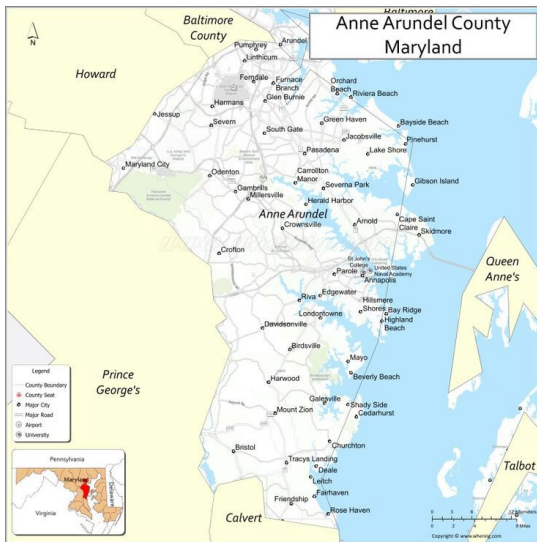 Anne Arundel County
Maryland
N
Baltimore
County
Baltimore
Howard
Queen
Anne's
Prince
George's
Calvert
Talbot
Anne Arundel
Pumphrey
Arundel
Linthicum
Ferndale
Furnace
Branch
Glen Burnie
Orchard
Beach
Riviera Beach
Harmans
Jessup
Severn
South Gate
Green Haven
Bayside Beach
Jacobsville
Pinehurst
Pasadena
Lake Shore
Maryland City
Odenton
Carrollton
Manor
Severna Park
Gibson Island
Gambrills
Millersville
Herald Harbor
Crownsville
Arnold
Cape Saint
Claire
Skidmore
Crofton
St John's
College
United States
Naval Academy
Parole
Annapolis
Edgewater
Riva
Hillsmere
Shores
Bay Ridge
Londontowne
Highland
Beach
Davidsonville
Birdsville
Mayo
Beverly Beach
Harwood
Galesville
Shady Side
Mount Zion
Cedarhurst
Churchton
Bristol
Tracys Landing
Deale
Leitch
Fairhaven
Friendship
Rose Haven
Legend
County Boundary
County Seat
Major City
Major Road
Airport
University
Pennsylvania
Maryland
Virginia
Delaware
Copyright © www.whereig.com